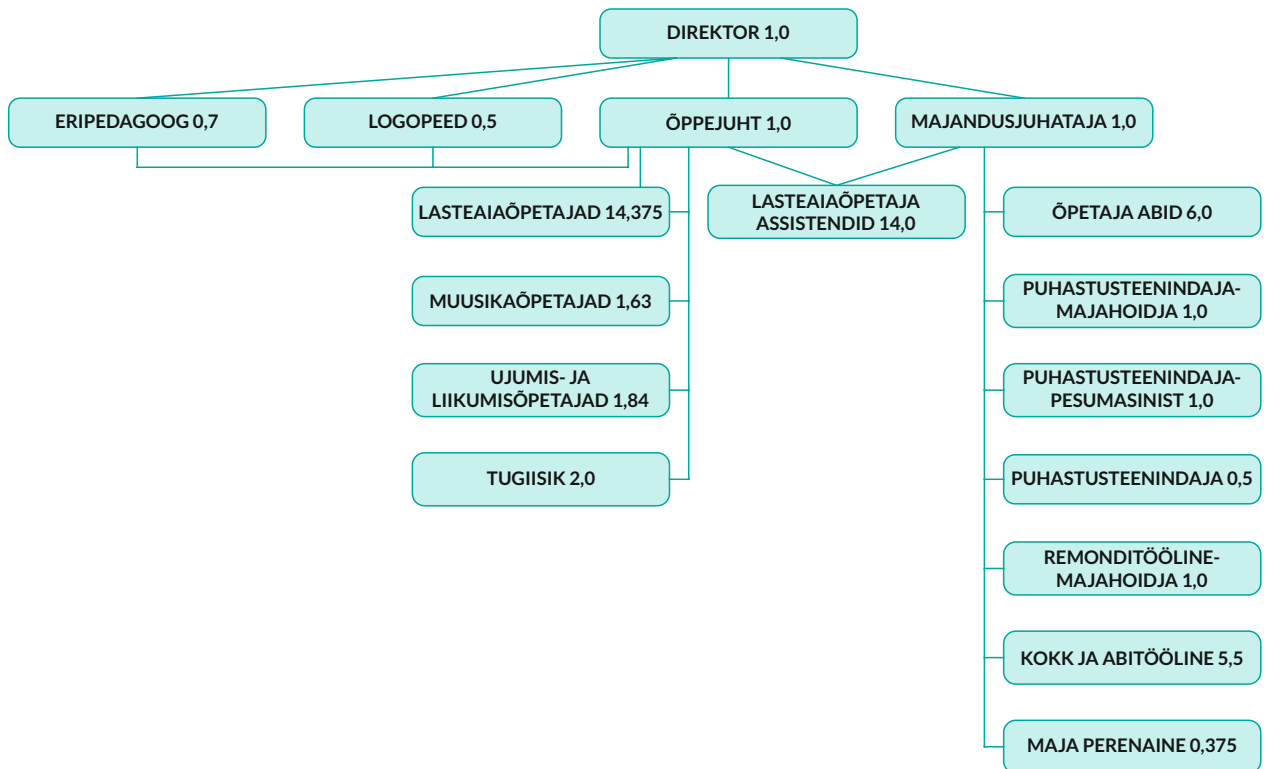 DIREKTOR 1,0
ERIPEDAGOOG 0,7
LOGOPEED 0,5
ÕPPEJUHT 1,0
MAJANDUSJUHATAJA 1,0
LASTEAIAÕPETAJAD 14,375
LASTEAIAÕPETAJA
ASSISTENDID 14,0
ÕPETAJA ABID 6,0
MUUSIKAÕPETAJAD 1,63
PUHASTUSTEENINDAJA-
MAJAHOIDJA 1,0
UJUMIS- JA
LIIKUMISÕPETAJAD 1,84
PUHASTUSTEENINDAJA-
PESUMASINIST 1,0
TUGIISIK 2,0
PUHASTUSTEENINDAJA 0,5
REMONDITÖÖLINE-
MAJAHOIDJA 1,0
KOKK JA ABITÖÖLINE 5,5
MAJA PERENAINE 0,375